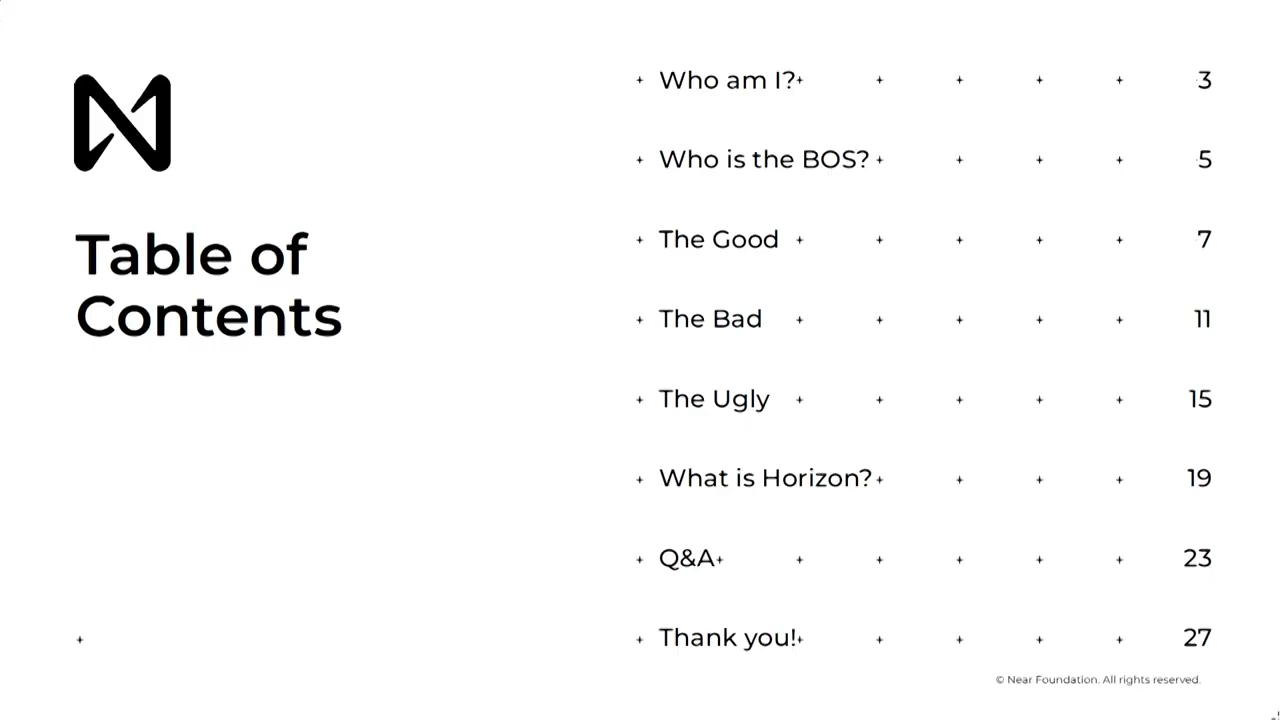 Table of
Contents
Who am I? 3
Who is the BOS? 5
The Good 7
The Bad 11
The Ugly 15
What is Horizon? 19
Q&A 23
Thank you! 27
© Near Foundation. All rights reserved.